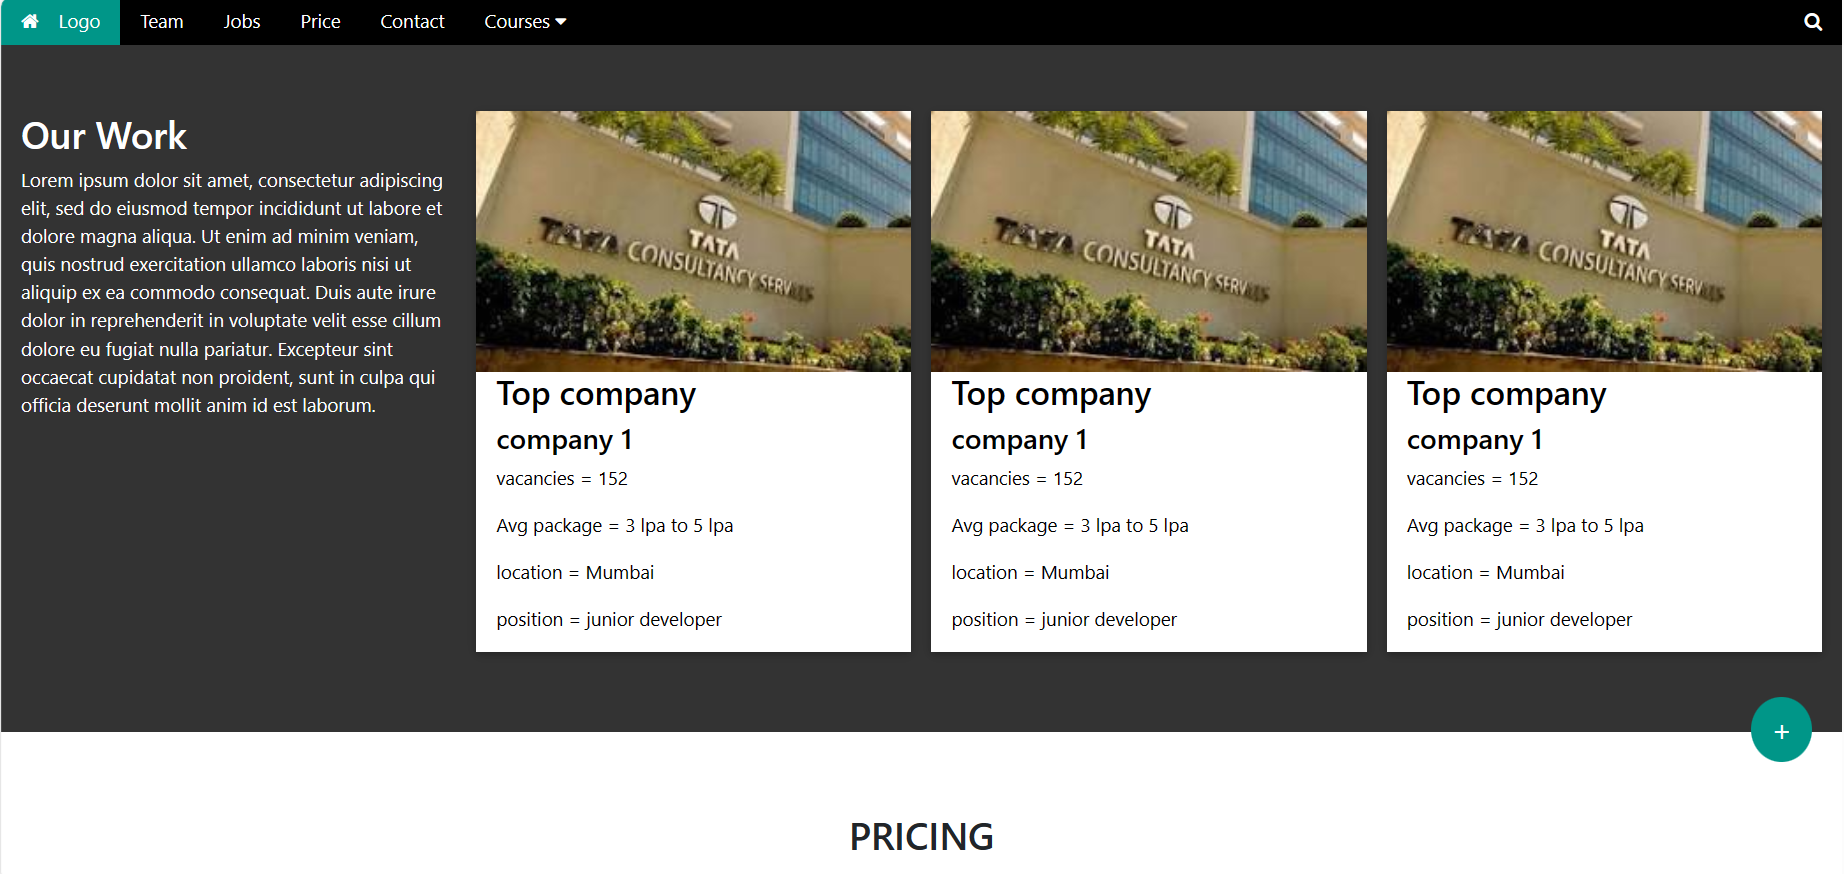 Logo Team Jobs Price Contact Courses
Our Work
Lorem ipsum dolor sit amet, consectetur adipiscing
elit, sed do eiusmod tempor incididunt ut labore et
dolore magna aliqua. Ut enim ad minim veniam,
quis nostrud exercitation ullamco laboris nisi ut
aliquip ex ea commodo consequat. Duis aute irure
dolor in reprehenderit in voluptate velit esse cillum
dolore eu fugiat nulla pariatur. Excepteur sint
occaecat cupidatat non proident, sunt in culpa qui
officia deserunt mollit anim id est laborum.
TATA
TATA CONSULTANCY SERVICES
Top company
company 1
vacancies = 152
Avg package = 3 lpa to 5 lpa
location = Mumbai
position = junior developer
TATA
TATA CONSULTANCY SERVICES
Top company
company 1
vacancies = 152
Avg package = 3 lpa to 5 lpa
location = Mumbai
position = junior developer
TATA
TATA CONSULTANCY SERVICES
Top company
company 1
vacancies = 152
Avg package = 3 lpa to 5 lpa
location = Mumbai
position = junior developer
+
PRICING